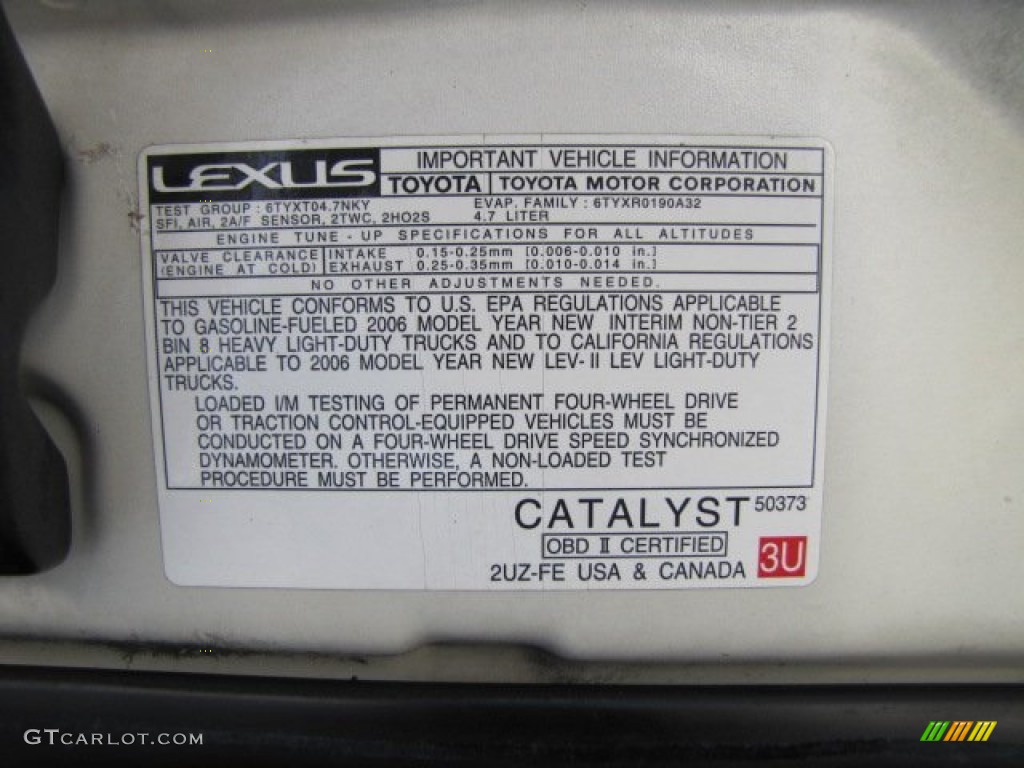 LEXUS IMPORTANT VEHICLE INFORMATION
TOYOTA TOYOTA MOTOR CORPORATION
TEST GROUP : 6TYXT04.7NKY EVAP. FAMILY : 6TYXR0190A32
SFI, AIR, 2A/F SENSOR, 2TWC, 2HO2S 4.7 LITER
ENGINE TUNE - UP SPECIFICATIONS FOR ALL ALTITUDES
VALVE CLEARANCE INTAKE 0.15-0.25mm [0.006-0.010 in.]
(ENGINE AT COLD) EXHAUST 0.25-0.35mm [0.010-0.014 in.]
NO OTHER ADJUSTMENTS NEEDED.
THIS VEHICLE CONFORMS TO U.S. EPA REGULATIONS APPLICABLE
TO GASOLINE-FUELED 2006 MODEL YEAR NEW INTERIM NON-TIER 2
BIN 8 HEAVY LIGHT-DUTY TRUCKS AND TO CALIFORNIA REGULATIONS
APPLICABLE TO 2006 MODEL YEAR NEW LEV-II LEV LIGHT-DUTY
TRUCKS.
LOADED I/M TESTING OF PERMANENT FOUR-WHEEL DRIVE
OR TRACTION CONTROL-EQUIPPED VEHICLES MUST BE
CONDUCTED ON A FOUR-WHEEL DRIVE SPEED SYNCHRONIZED
DYNAMOMETER. OTHERWISE, A NON-LOADED TEST
PROCEDURE MUST BE PERFORMED.
CATALYST 50373
OBD II CERTIFIED
3U
2UZ-FE USA & CANADA
GTCARLOT.COM